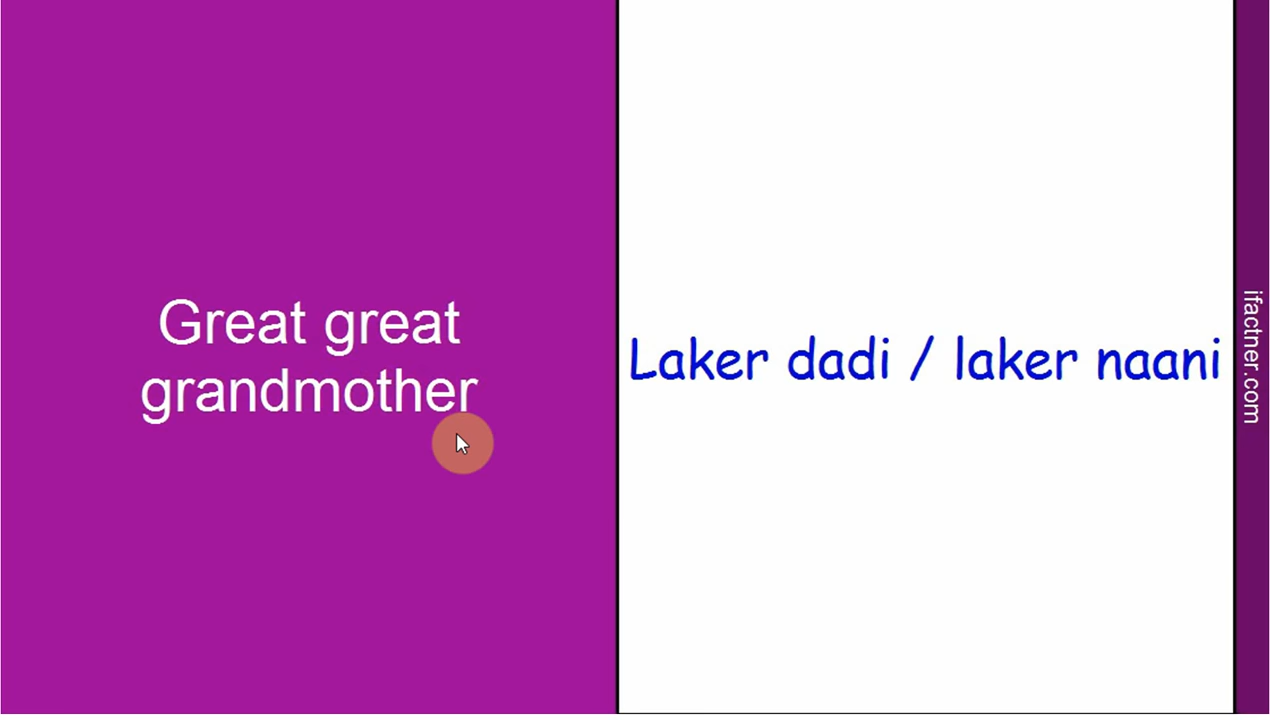 Great great
grandmother
Laker dadi / laker naani
ifactner.com